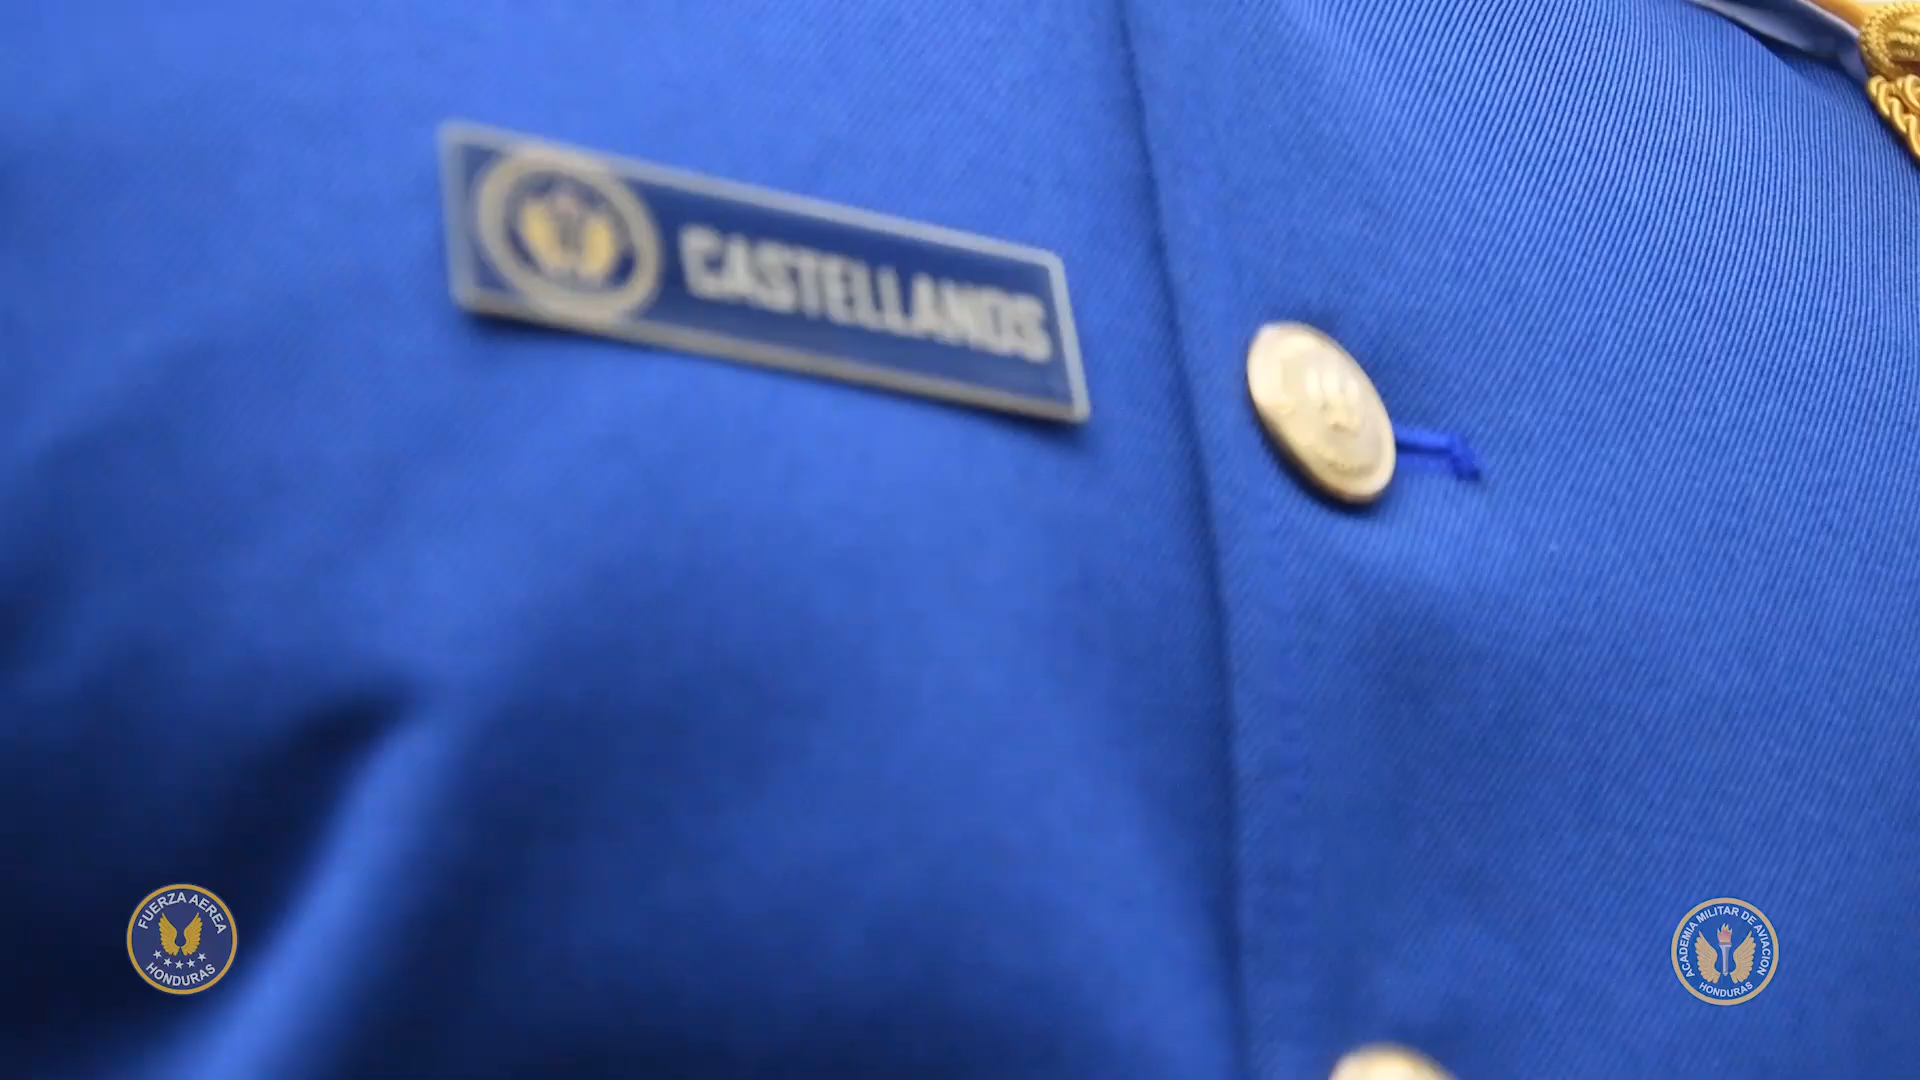 CASTELLANOS
FUERZA AEREA
HONDURAS
ACADEMIA MILITAR DE AVIACION
HONDURAS